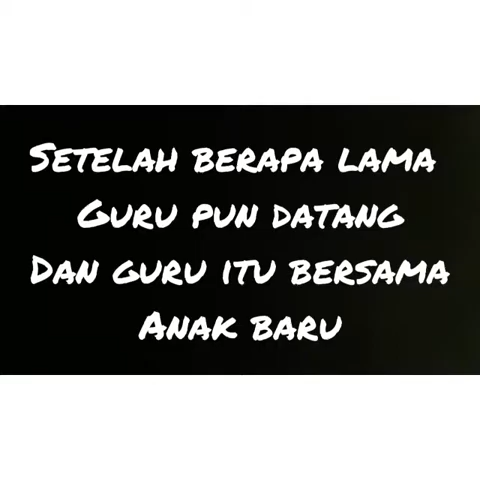 Setelah berapa lama
Guru pun datang
Dan guru itu bersama
Anak baru